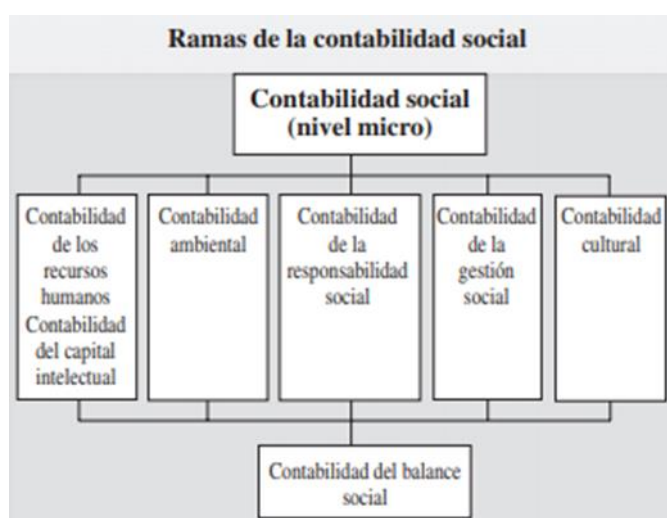 Ramas de la contabilidad social
Contabilidad social
(nivel micro)
Contabilidad
de los
recursos
humanos
Contabilidad
del capital
intelectual
Contabilidad
ambiental
Contabilidad
de la
responsabilidad
social
Contabilidad
de la
gestión
social
Contabilidad
cultural
Contabilidad del balance
social